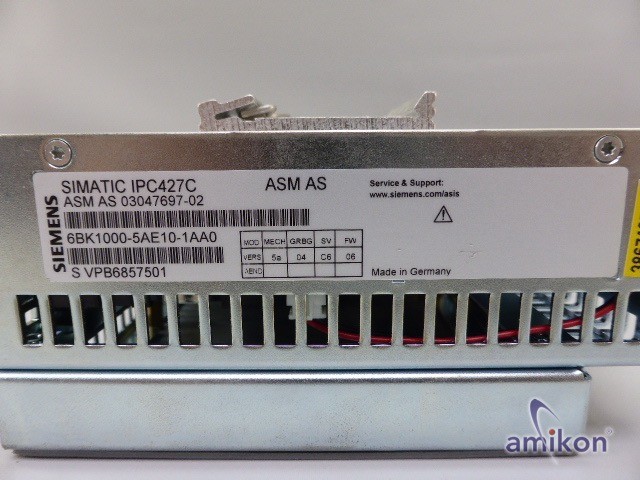 SIEMENS
SIMATIC IPC427C ASM AS
ASM AS 03047697-02
6BK1000-5AE10-1AA0
S VPB6857501
MOD MECH GRBG SV FW
VERS 5a 04 C6 06
ÄEND
Service & Support:
www.siemens.com/asis
Made in Germany
amikon